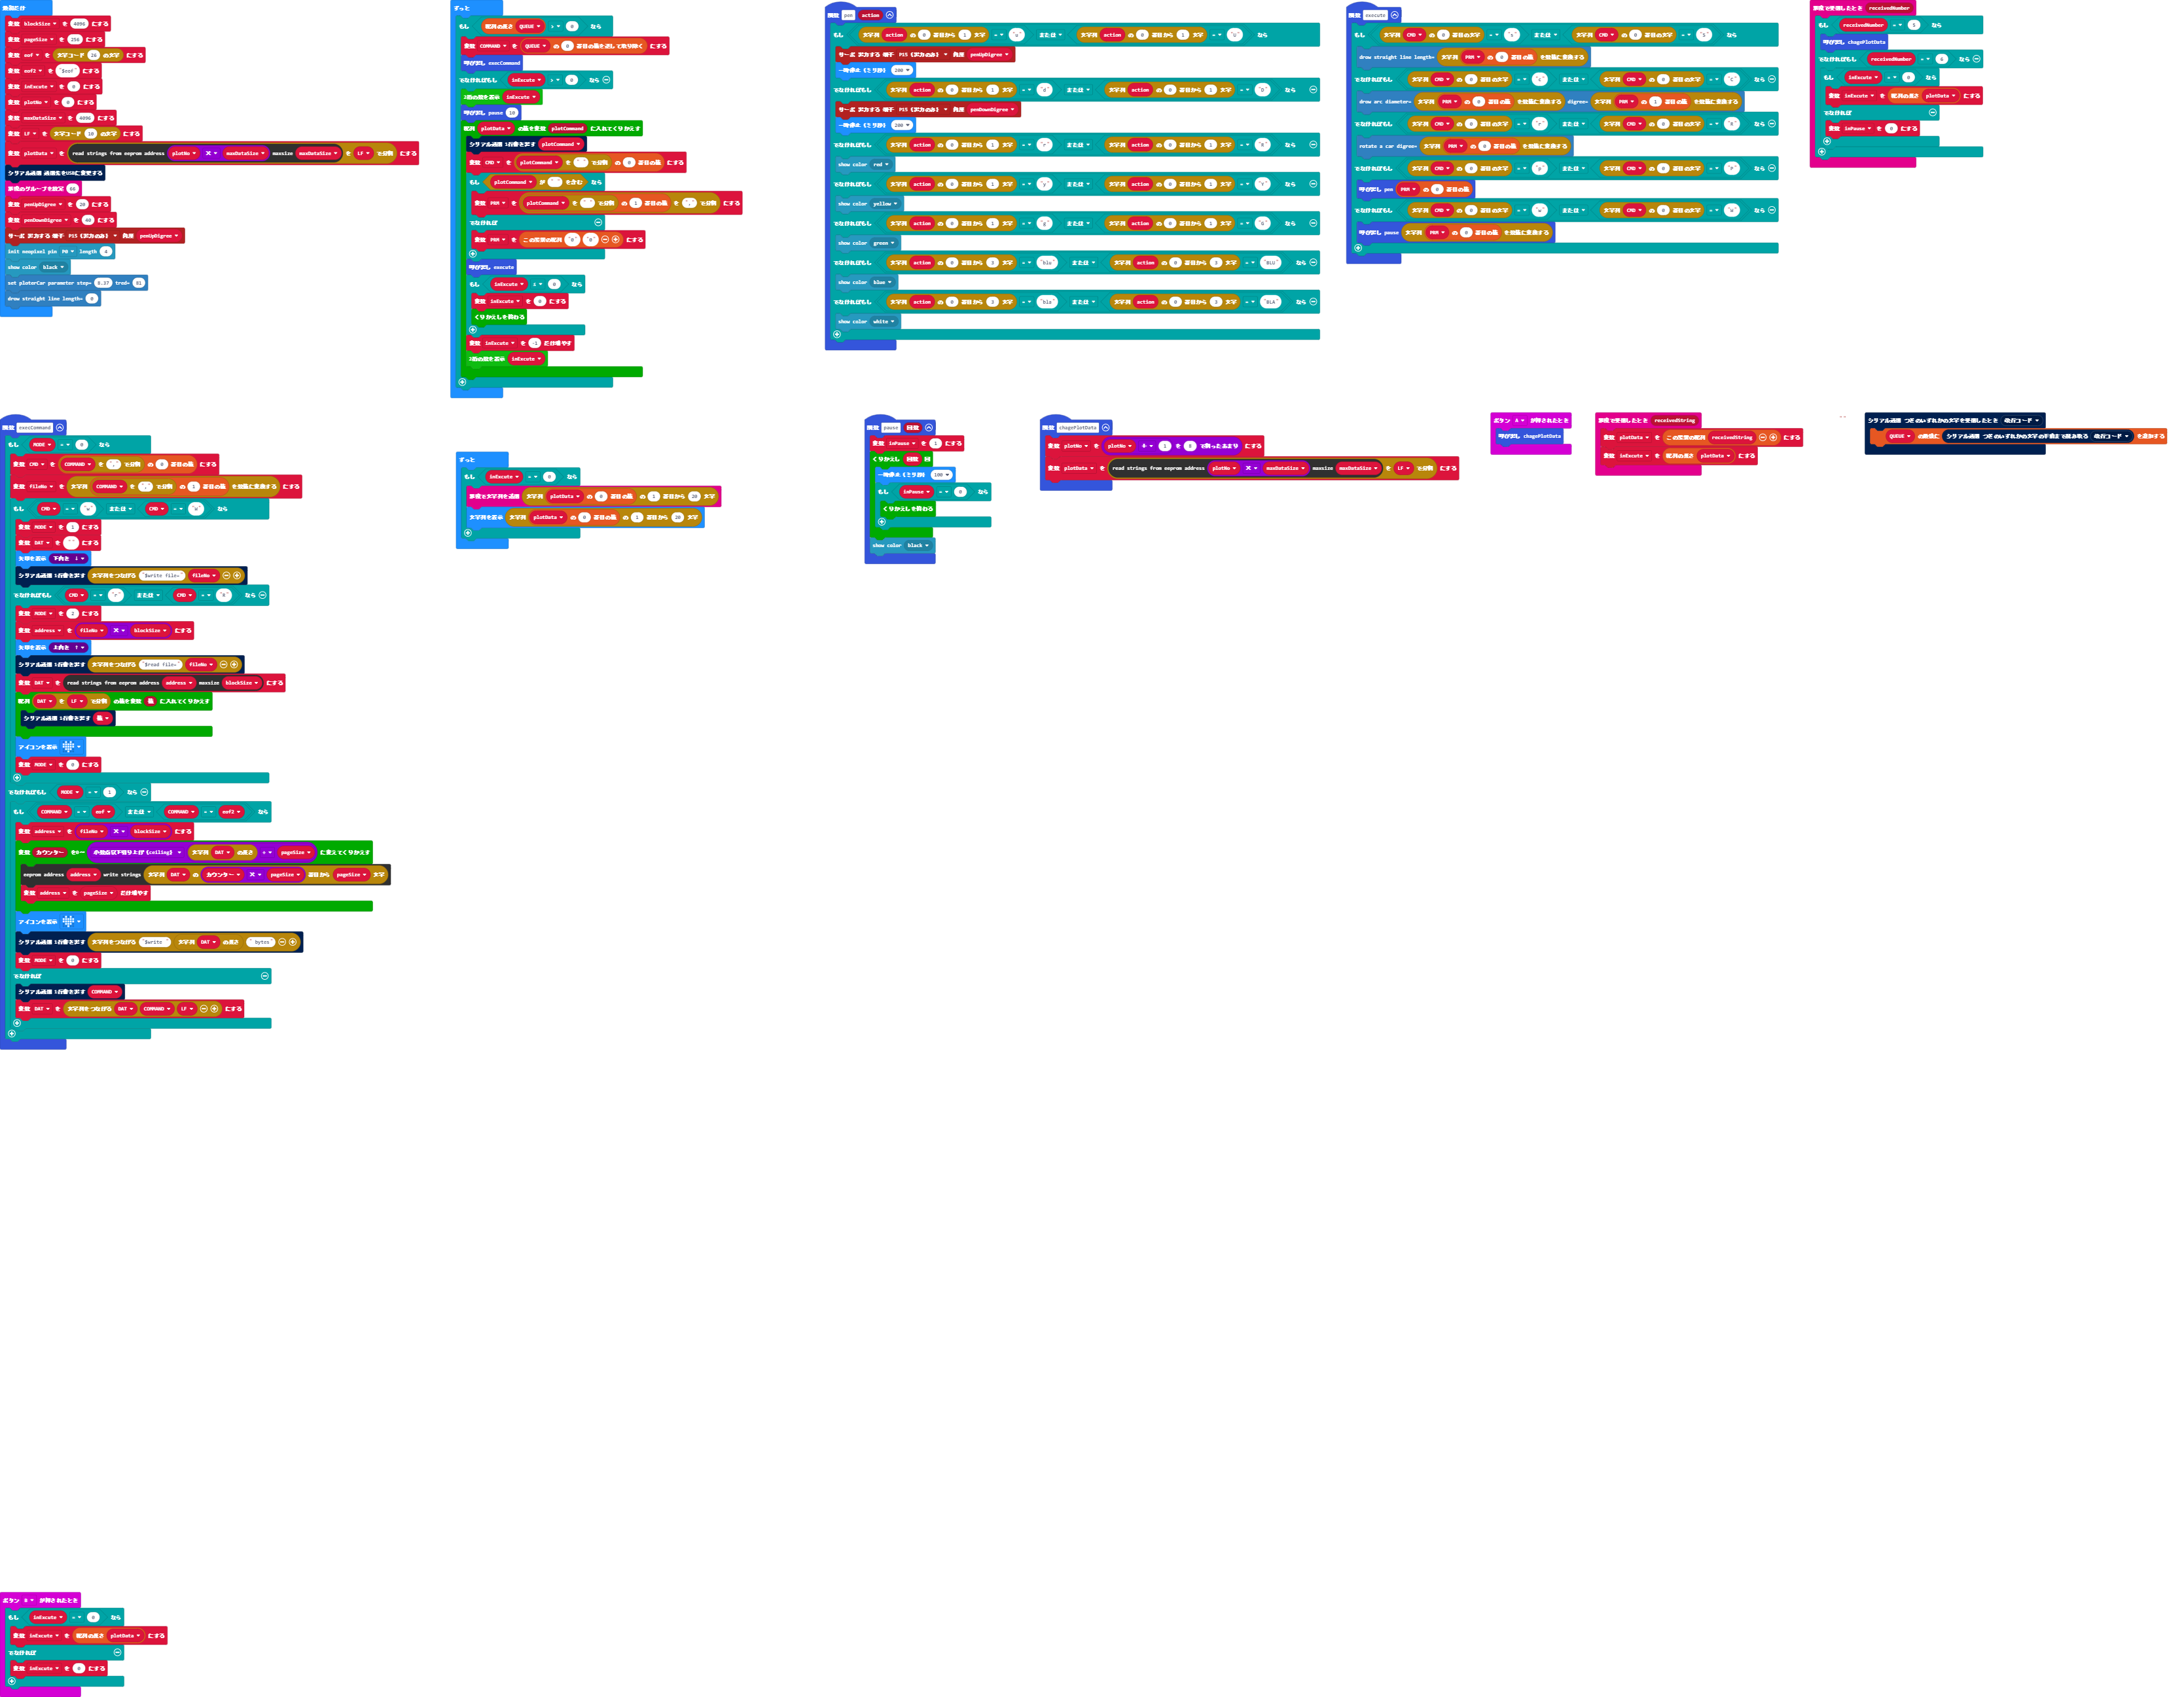 最初だけ
変数 blockSize を 4096 にする
変数 pageSize を 256 にする
変数 eof を 文字コード 26 の文字 にする
変数 eof2 を "$eof" にする
変数 inExcute を 0 にする
変数 plotNo を 0 にする
変数 maxDataSize を 4096 にする
変数 LF を 文字コード 10 の文字 にする
変数 plotData を read strings from eeprom address plotNo × maxDataSize maxsize maxDataSize を LF で分割 にする
シリアル通信 通信先をUSBに変更する
無線のグループを設定 66
変数 penUpDigree を 20 にする
変数 penDownDigree を 60 にする
サーボ 出力する 端子 P15 (出力のみ) 角度 penUpDigree
init neopixel pin P0 length 4
show color black
set plotterCar parameter step= tred= 81
drow straight line length= 0
ずっと
もし 配列の長さ QUEUE > 0 なら
変数 COMMAND を QUEUE の 0 番目の値を返して取り除く にする
呼び出し execCommand
でなければもし inExcute > 0 なら
2桁の数を表示 inExcute
呼び出し pause 10
配列 plotData の値を変数 plotCommand に入れてくりかえす
シリアル通信 1行書き出す plotCommand
変数 CMD を plotCommand を " " で分割 の 0 番目の値 にする
もし plotCommand が " " を含む なら
変数 PRM を plotCommand を " " で分割 の 1 番目の値 を "," で分割 にする
でなければ
変数 PRM を この要素の配列 "0" "0" にする
呼び出し execute
もし inExcute = 0 なら
変数 inExcute を 0 にする
くりかえしを終わる
変数 inExcute を -1 だけ増やす
2桁の数を表示 inExcute
関数 pen action
もし 文字列 action の 0 番目から 1 文字 = "u" または 文字列 action の 0 番目から 1 文字 = "U" なら
サーボ 出力する 端子 P15 (出力のみ) 角度 penUpDigree
一時停止 (ミリ秒) 200
でなければもし 文字列 action の 0 番目から 1 文字 = "d" または 文字列 action の 0 番目から 1 文字 = "D" なら
サーボ 出力する 端子 P15 (出力のみ) 角度 penDownDigree
一時停止 (ミリ秒) 200
でなければもし 文字列 action の 0 番目から 1 文字 = "r" または 文字列 action の 0 番目から 1 文字 = "R" なら
show color red
でなければもし 文字列 action の 0 番目から 1 文字 = "y" または 文字列 action の 0 番目から 1 文字 = "Y" なら
show color yellow
でなければもし 文字列 action の 0 番目から 1 文字 = "g" または 文字列 action の 0 番目から 1 文字 = "G" なら
show color green
でなければもし 文字列 action の 0 番目から 3 文字 = "blu" または 文字列 action の 0 番目から 3 文字 = "BLU" なら
show color blue
でなければもし 文字列 action の 0 番目から 3 文字 = "bla" または 文字列 action の 0 番目から 3 文字 = "BLA" なら
show color white
関数 execute
もし 文字列 CMD の 0 番目の文字 = "s" または 文字列 CMD の 0 番目の文字 = "S" なら
drow straight line length= 文字列 PRM の 0 番目の値 を数値に変換する
でなければもし 文字列 CMD の 0 番目の文字 = "c" または 文字列 CMD の 0 番目の文字 = "C" なら
drow arc diameter= 文字列 PRM の 0 番目の値 を数値に変換する digree= 文字列 PRM の 1 番目の値 を数値に変換する
でなければもし 文字列 CMD の 0 番目の文字 = "r" または 文字列 CMD の 0 番目の文字 = "R" なら
rotate a car digree= 文字列 PRM の 0 番目の値 を数値に変換する
でなければもし 文字列 CMD の 0 番目の文字 = "p" または 文字列 CMD の 0 番目の文字 = "P" なら
呼び出し pen PRM の 0 番目の値
でなければもし 文字列 CMD の 0 番目の文字 = "w" または 文字列 CMD の 0 番目の文字 = "W" なら
呼び出し pause 文字列 PRM の 0 番目の値 を数値に変換する
無線で受信したとき receivedNumber
もし receivedNumber = 5 なら
呼び出し chagePlotData
でなければもし receivedNumber = 6 なら
もし inExcute = 0 なら
変数 inExcute を 配列の長さ plotData にする
でなければ
変数 inPause を 0 にする
関数 execCommand
もし MODE = 0 なら
変数 CMD を COMMAND を "," で分割 の 0 番目の値 にする
変数 fileNo を 文字列 COMMAND を "," で分割 の 1 番目の値 を数値に変換する にする
もし CMD = "w" または CMD = "W" なら
変数 MODE を 1 にする
変数 DAT を "" にする
矢印を表示 下向き ↓
シリアル通信 1行書き出す 文字列をつなげる "$write file=" fileNo
でなければもし CMD = "r" または CMD = "R" なら
変数 MODE を 2 にする
変数 address を fileNo × blockSize にする
矢印を表示 上向き ↑
シリアル通信 1行書き出す 文字列をつなげる "$read file=" fileNo
変数 DAT を read strings from eeprom address address maxsize blockSize にする
配列 DAT を LF で分割 の値を変数 値 に入れてくりかえす
シリアル通信 1行書き出す 値
アイコンを表示
変数 MODE を 0 にする
でなければもし MODE = 1 なら
もし COMMAND = eof または COMMAND = eof2 なら
変数 address を fileNo × blockSize にする
変数 カウンター を0~ 小数点以下切り上げ (ceiling) 文字列 DAT の長さ ÷ pageSize に変えてくりかえす
eeprom address address write strings 文字列 DAT の カウンター × pageSize 番目から pageSize 文字
変数 address を pageSize だけ増やす
アイコンを表示
シリアル通信 1行書き出す 文字列をつなげる "$write " 文字列 DAT の長さ " bytes"
変数 MODE を 0 にする
でなければ
シリアル通信 1行書き出す COMMAND
変数 DAT を 文字列をつなげる DAT COMMAND LF にする
ずっと
もし inExcute = 0 なら
無線で文字列を送信 文字列 plotData の 0 番目の値 の 1 番目から 20 文字
文字列を表示 文字列 plotData の 0 番目の値 の 1 番目から 20 文字
関数 pause 回数
変数 inPause を 1 にする
くりかえし 回数 回
一時停止 (ミリ秒) 100
もし inPause = 0 なら
くりかえしを終わる
show color black
関数 chagePlotData
変数 plotNo を plotNo + 1 を 8 で割ったあまり にする
変数 plotData を read strings from eeprom address plotNo × maxDataSize maxsize maxDataSize を LF で分割 にする
ボタン A が押されたとき
呼び出し chagePlotData
無線で受信したとき receivedString
変数 plotData を この要素の配列 receivedString にする
変数 inExcute を 配列の長さ plotData にする
シリアル通信 つぎのいずれかの文字を受信したとき 改行コード
QUEUE の最後に シリアル通信 つぎのいずれかの文字の手前まで読み取る 改行コード を追加する
ボタン B が押されたとき
もし inExcute = 0 なら
変数 inExcute を 配列の長さ plotData にする
でなければ
変数 inExcute を 0 にする